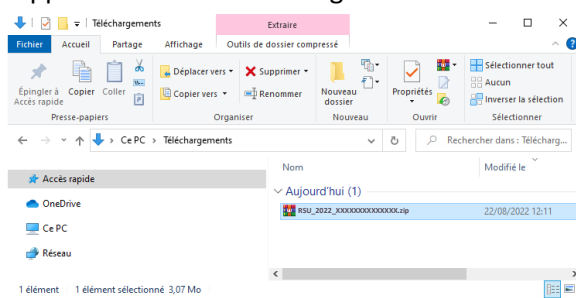 Téléchargements
Extraire
Fichier Accueil Partage Affichage Outils de dossier compressé
Épingler à Accès rapide
Copier
Coller
Déplacer vers
Copier vers
Supprimer
Renommer
Nouveau dossier
Propriétés
Sélectionner tout
Aucun
Inverser la sélection
Presse-papiers Organiser Nouveau Ouvrir Sélectionner
Ce PC › Téléchargements
Rechercher dans : Télécharg...
Nom Modifié le
Accès rapide
Aujourd'hui (1)
OneDrive
RSU_2022_XXXXXXXXXXXXXX.zip 22/08/2022 12:11
Ce PC
Réseau
1 élément 1 élément sélectionné 3,07 Mo